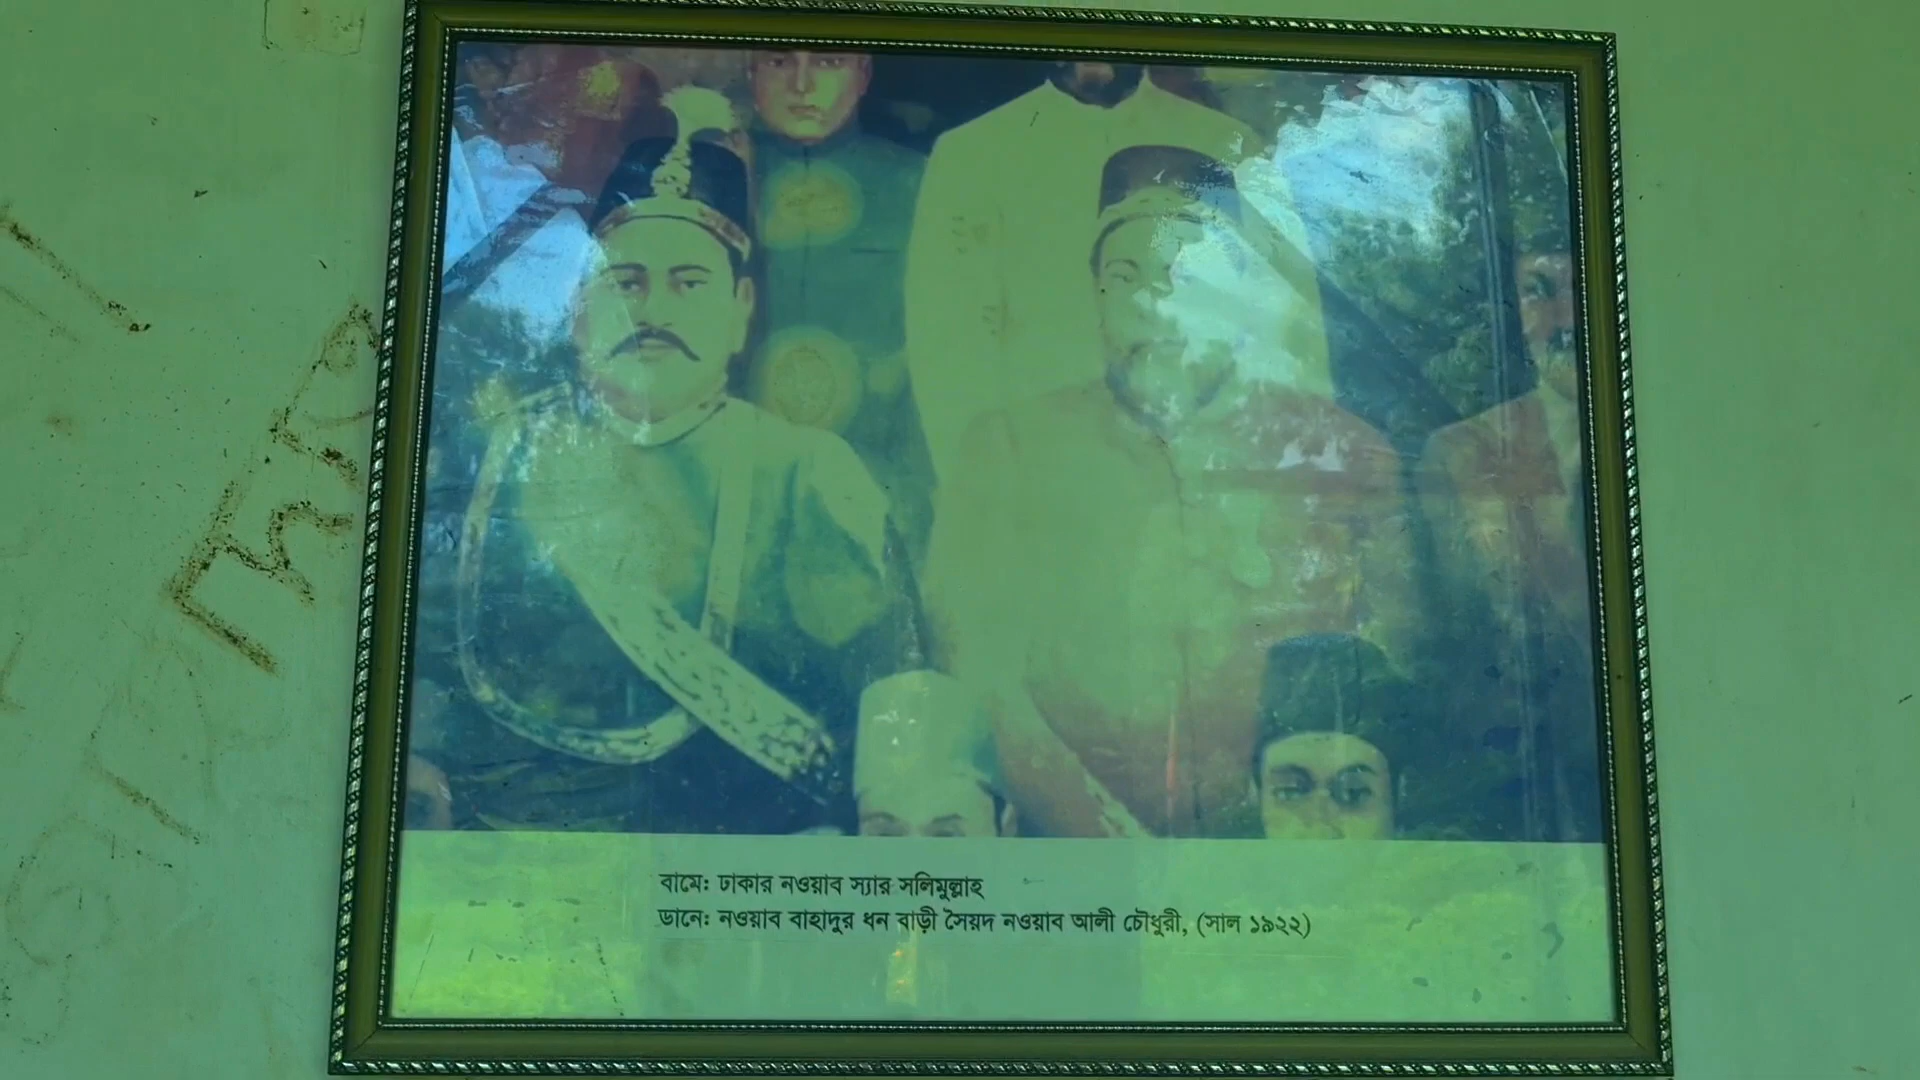 বামে: ঢাকার নওয়াব স্যার সলিমুল্লাহ
ডানে: নওয়াব বাহাদুর ধন বাড়ী সৈয়দ নওয়াব আলী চৌধুরী, (সাল ১৯২২)